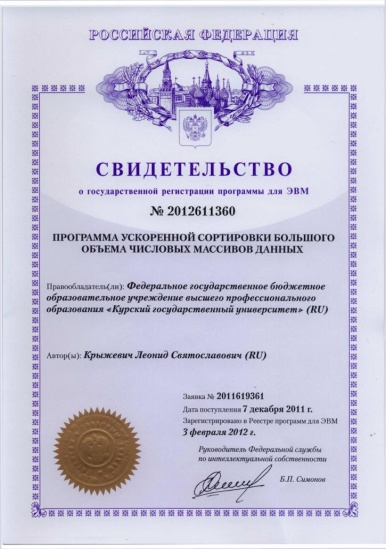 РОССИЙСКАЯ ФЕДЕРАЦИЯ
СВИДЕТЕЛЬСТВО
о государственной регистрации программы для ЭВМ
№ 2012611360
ПРОГРАММА УСКОРЕННОЙ СОРТИРОВКИ БОЛЬШОГО
ОБЪЕМА ЧИСЛОВЫХ МАССИВОВ ДАННЫХ
Правообладатель(ли): Федеральное государственное бюджетное
образовательное учреждение высшего профессионального
образования «Курский государственный университет» (RU)
Автор(ы): Крыжевич Леонид Святославович (RU)
Заявка № 2011619361
Дата поступления 7 декабря 2011 г.
Зарегистрировано в Реестре программ для ЭВМ
3 февраля 2012 г.
Руководитель Федеральной службы
по интеллектуальной собственности
Б.П. Симонов